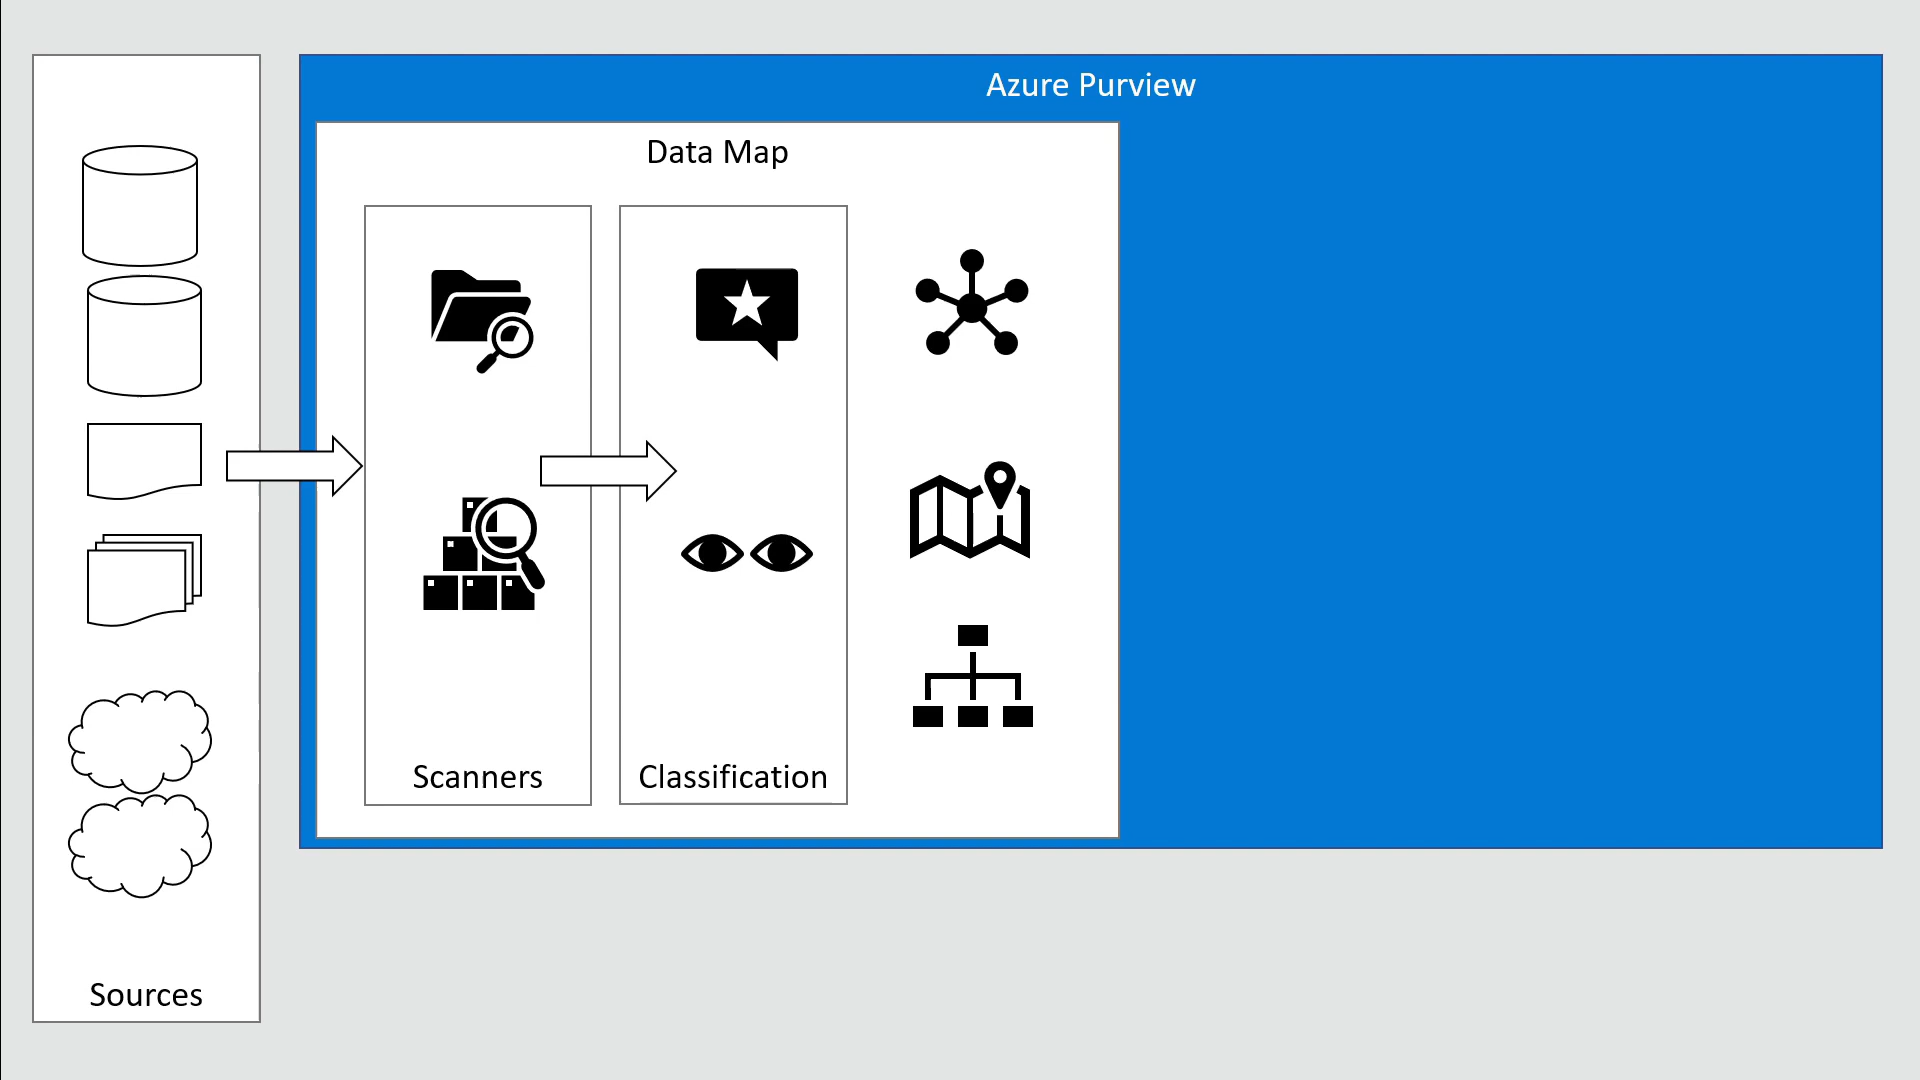 Azure Purview
Data Map
Scanners
Classification
Sources